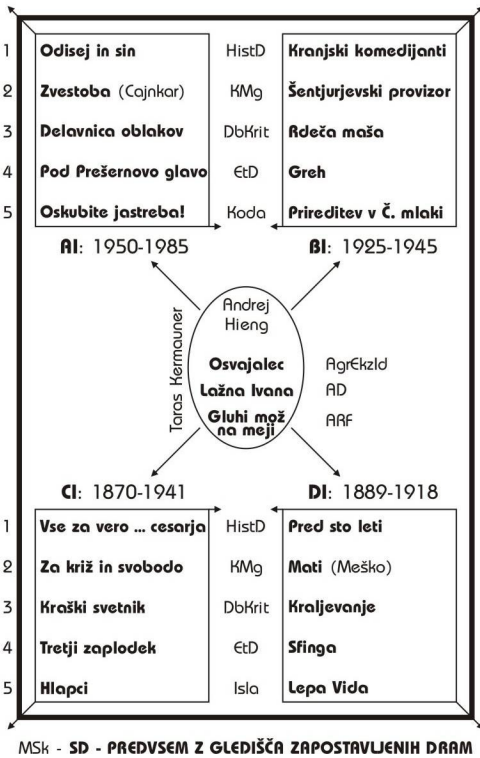 1 Odisej in sin HistD Kranjski komedijanti
2 Zvestoba (Cajnkar) KMg Šentjurjevski provizor
3 Delavnica oblakov DbKrit Rdeča maša
4 Pod Prešernovo glavo EtD Greh
5 Oskubite jastreba! Koda Prireditev v Č. mlaki
AI: 1950-1985 BI: 1925-1945
Taras Kermauner
Andrej
Hieng
Osvajalec AgrEkzId
Lažna Ivana AD
Gluhi mož ARF
na meji
CI: 1870-1941 DI: 1889-1918
1 Vse za vero ... cesarja HistD Pred sto leti
2 Za križ in svobodo KMg Mati (Meško)
3 Kraški svetnik DbKrit Kraljevanje
4 Tretji zaplodek EtD Sfinga
5 Hlapci Isla Lepa Vida
MSk - SD - PREDVSEM Z GLEDIŠČA ZAPOSTAVLJENIH DRAM